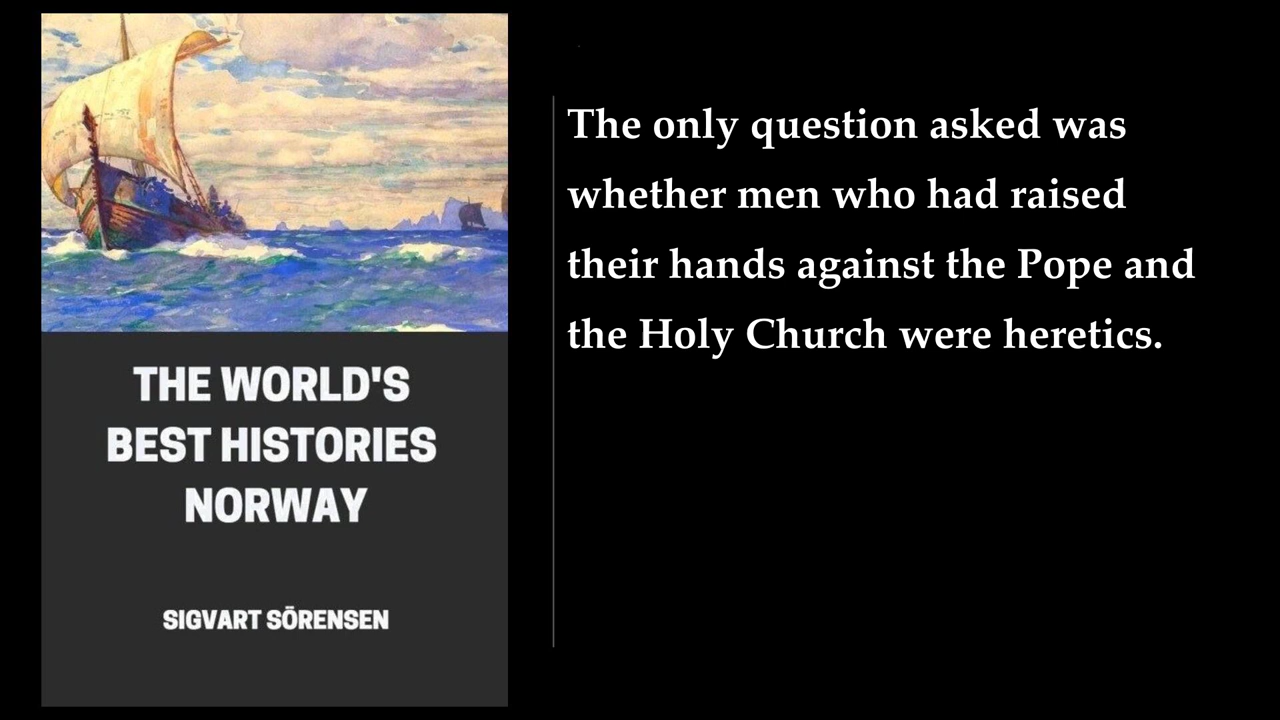 THE WORLD'S
BEST HISTORIES
NORWAY
SIGVART SÖRENSEN
The only question asked was
whether men who had raised
their hands against the Pope and
the Holy Church were heretics.